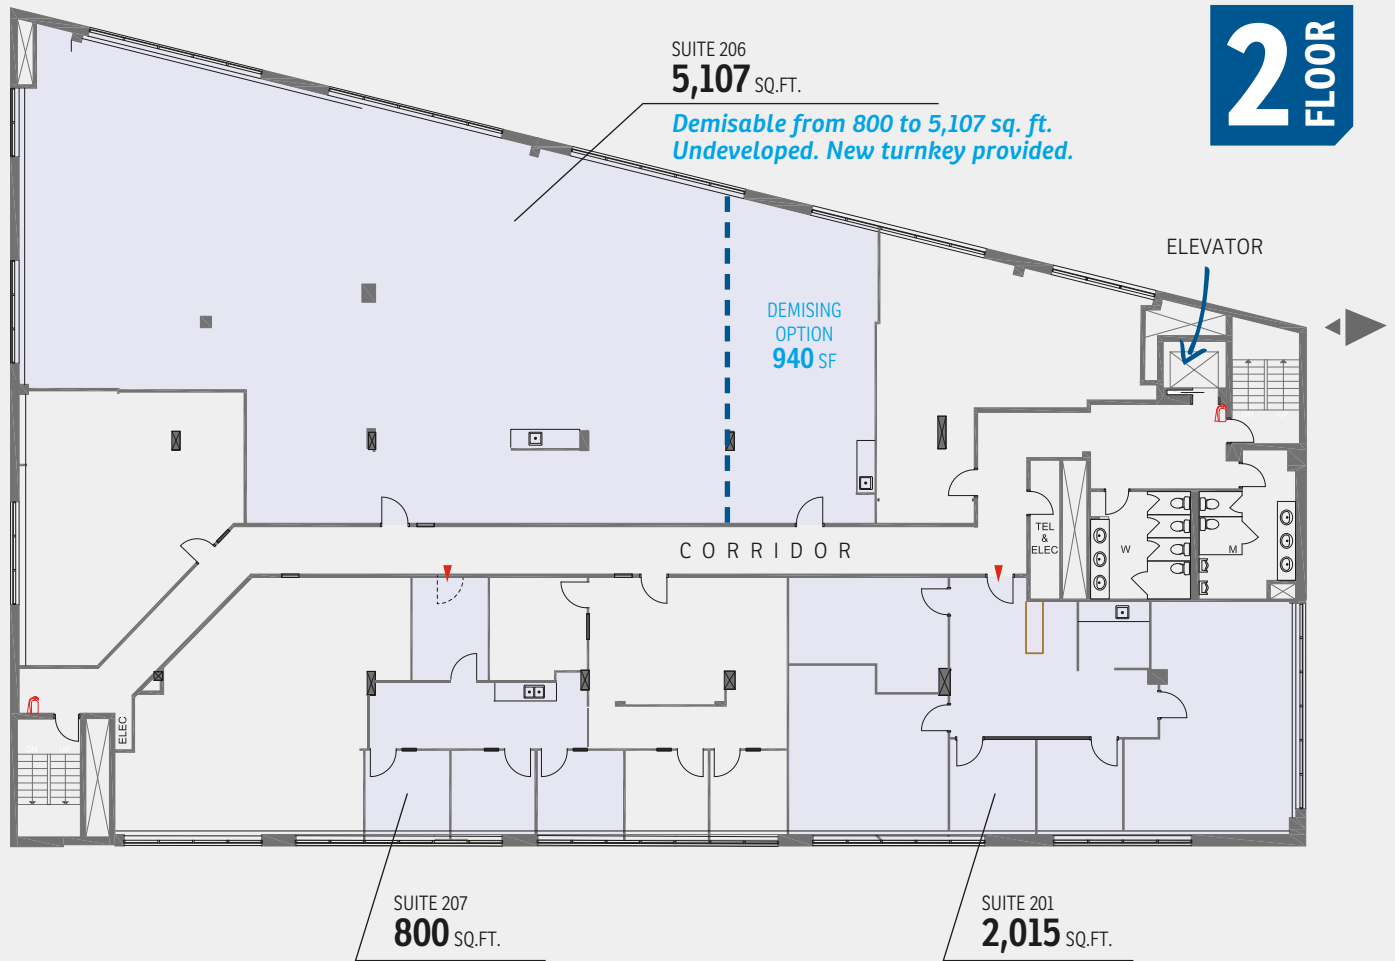 SUITE 206
5,107 SQ.FT.
Demisable from 800 to 5,107 sq. ft.
Undeveloped. New turnkey provided.
2 FLOOR
ELEVATOR
DEMISING
OPTION
940 SF
CORRIDOR
TEL
&
ELEC
W
M
ELEC
SUITE 207
800 SQ.FT.
SUITE 201
2,015 SQ.FT.